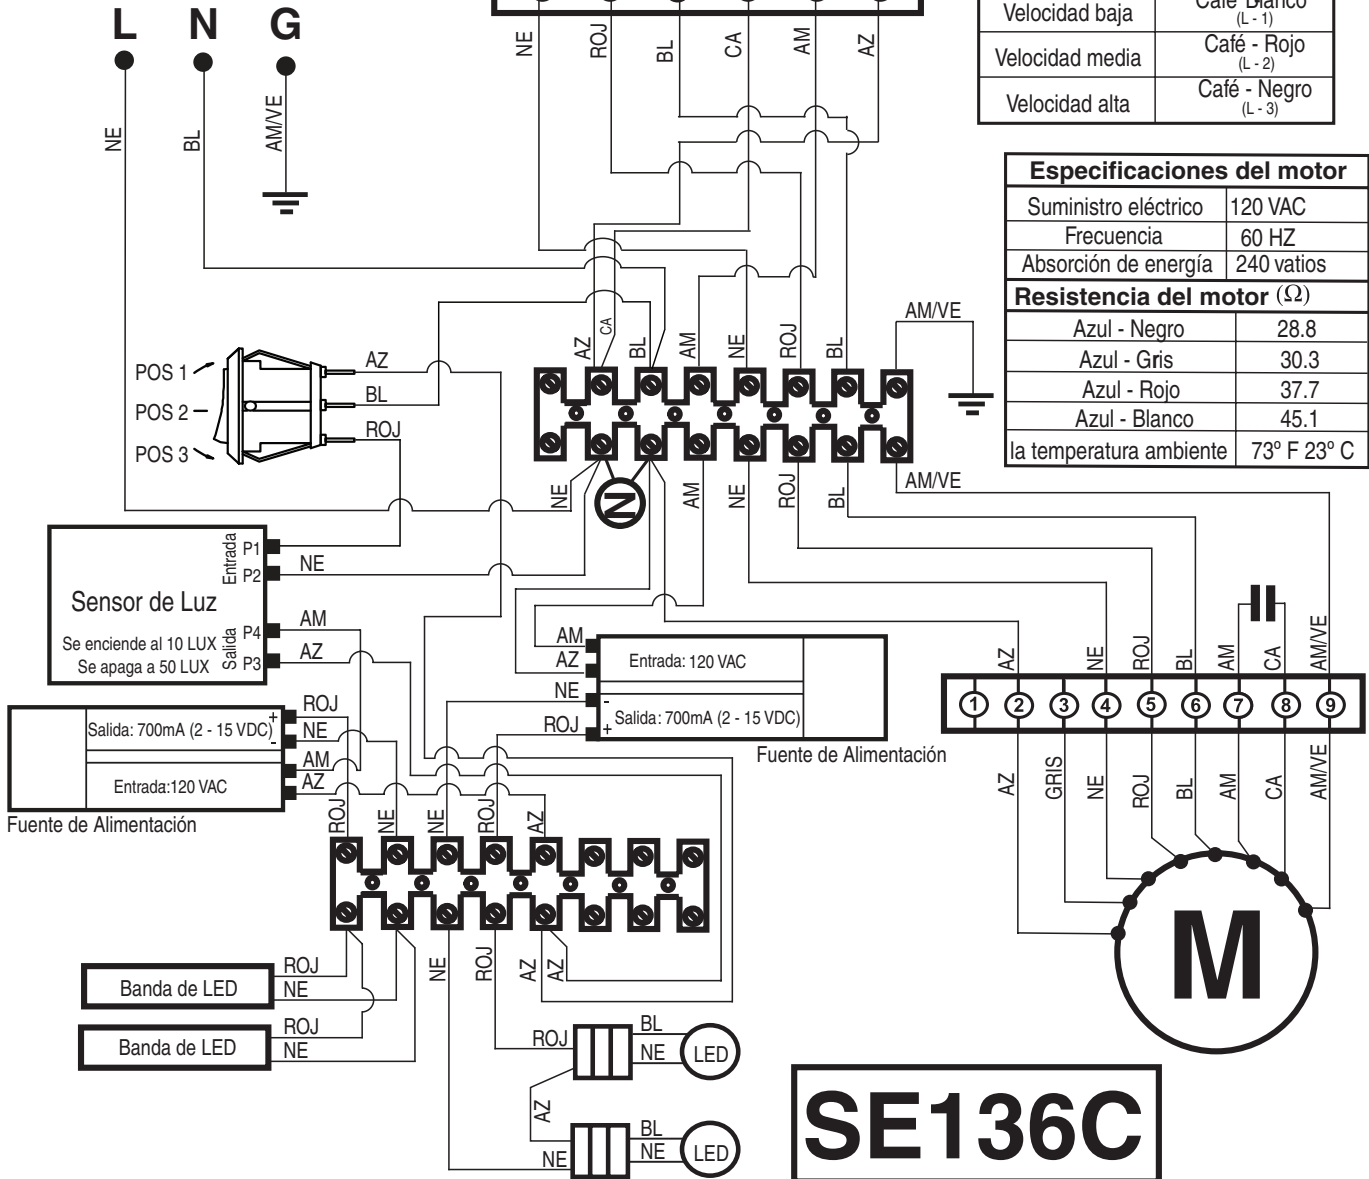 L N G
NE ROJ BL CA AM AZ
Velocidad baja
Café Blanco
(L - 1)
Velocidad media
Café - Rojo
(L - 2)
Velocidad alta
Café - Negro
(L - 3)
NE
BL
AM/VE
Especificaciones del motor
Suministro eléctrico 120 VAC
Frecuencia 60 HZ
Absorción de energía 240 vatios
Resistencia del motor (Ω)
Azul - Negro 28.8
Azul - Gris 30.3
Azul - Rojo 37.7
Azul - Blanco 45.1
la temperatura ambiente 73º F 23º C
AZ CA BL AM NE ROJ BL
AM/VE
POS 1
POS 2
POS 3
AZ
BL
ROJ
NE
N
AM NE ROJ BL
AM/VE
Sensor de Luz
Se enciende al 10 LUX
Se apaga a 50 LUX
Entrada
P1
P2
NE
Salida
P4
P3
AM
AZ
Salida: 700mA (2 - 15 VDC)
+
-
Entrada:120 VAC
ROJ
NE
AM
AZ
Fuente de Alimentación
AM
AZ
NE
ROJ
Entrada: 120 VAC
-
Salida: 700mA (2 - 15 VDC)
+
Fuente de Alimentación
AZ NE ROJ BL AM CA AM/VE
1 2 3 4 5 6 7 8 9
AZ GRIS NE ROJ BL AM CA AM/VE
M
ROJ NE NE ROJ AZ
NE ROJ AZ AZ
Banda de LED
ROJ
NE
Banda de LED
ROJ
NE
ROJ
BL
NE
LED
AZ
NE
BL
NE
LED
SE136C